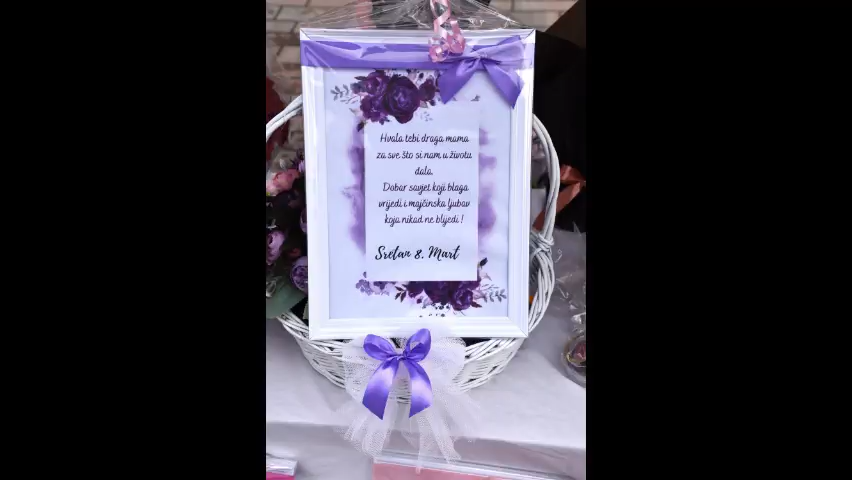 Hvala tebi draga mama
za sve što si nam u životu
dala.
Dobar savjet koji blaga
vrijedi i majčinska ljubav
koja nikad ne blijedi !
Sretan 8. Mart